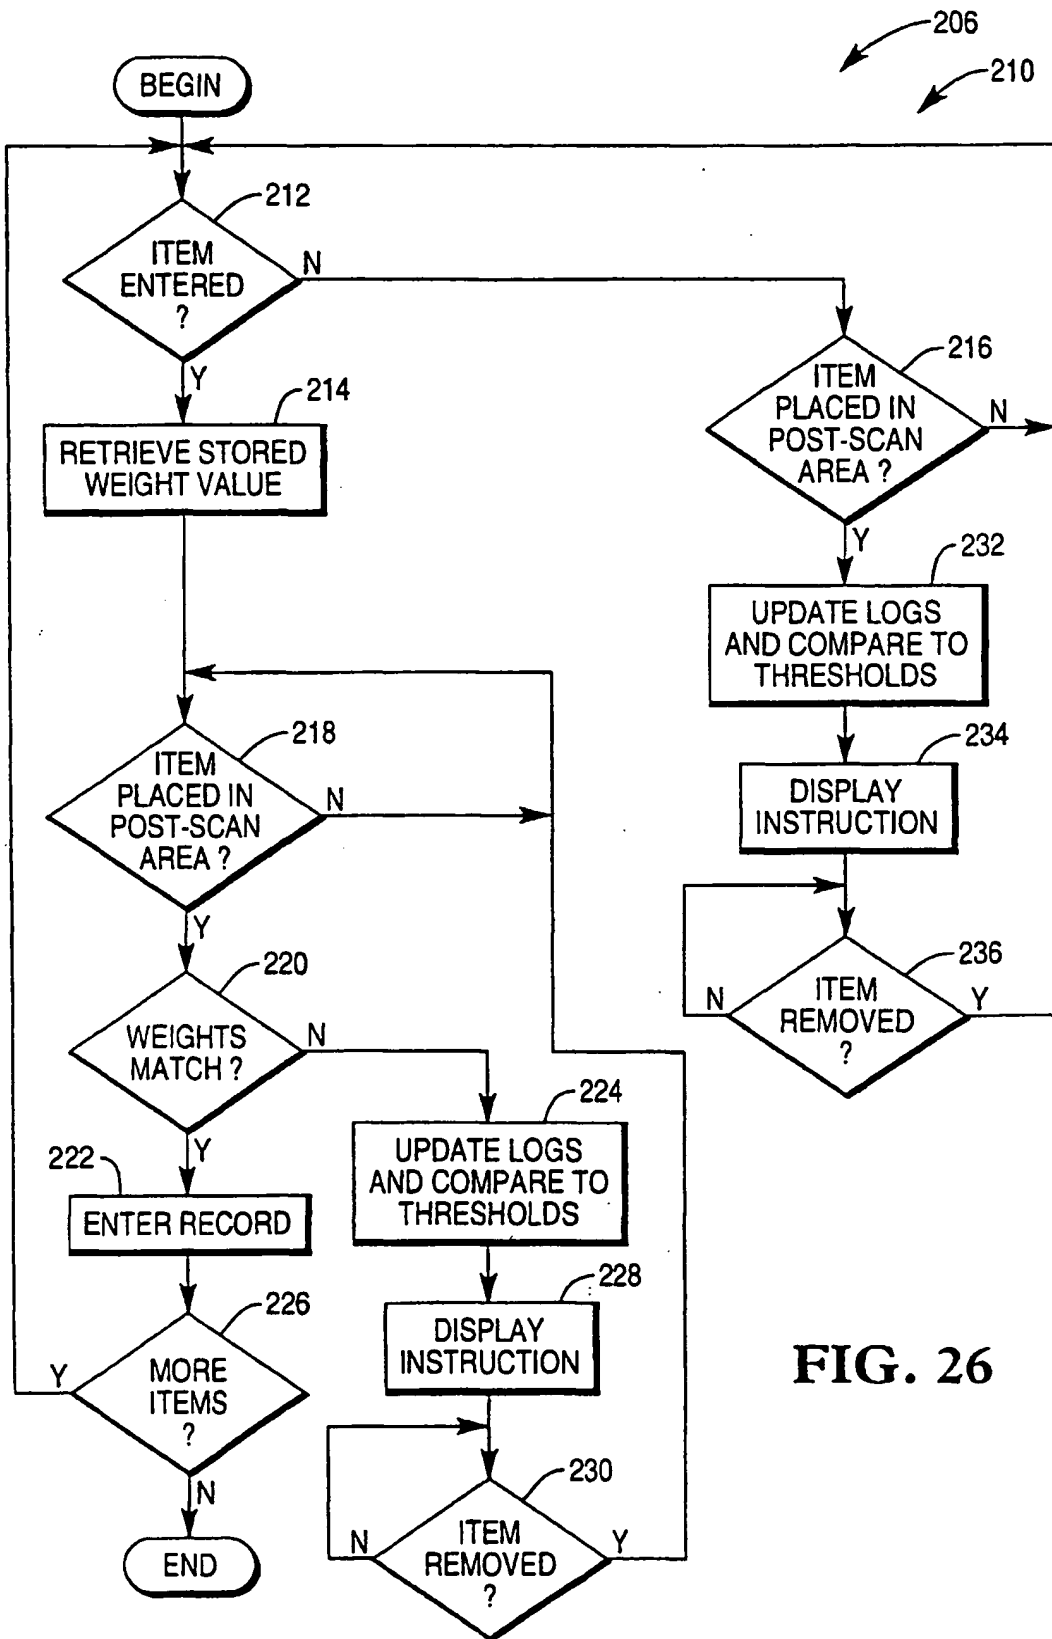 206
210
BEGIN
212
ITEM
ENTERED
?
N
Y
214
RETRIEVE STORED
WEIGHT VALUE
216
ITEM
PLACED IN
POST-SCAN
AREA ?
N
Y
232
UPDATE LOGS
AND COMPARE TO
THRESHOLDS
234
DISPLAY
INSTRUCTION
236
ITEM
REMOVED
?
N
Y
218
ITEM
PLACED IN
POST-SCAN
AREA ?
N
Y
220
WEIGHTS
MATCH ?
N
Y
222
ENTER RECORD
224
UPDATE LOGS
AND COMPARE TO
THRESHOLDS
226
MORE
ITEMS
?
Y
N
END
228
DISPLAY
INSTRUCTION
230
ITEM
REMOVED
?
N
Y
FIG. 26